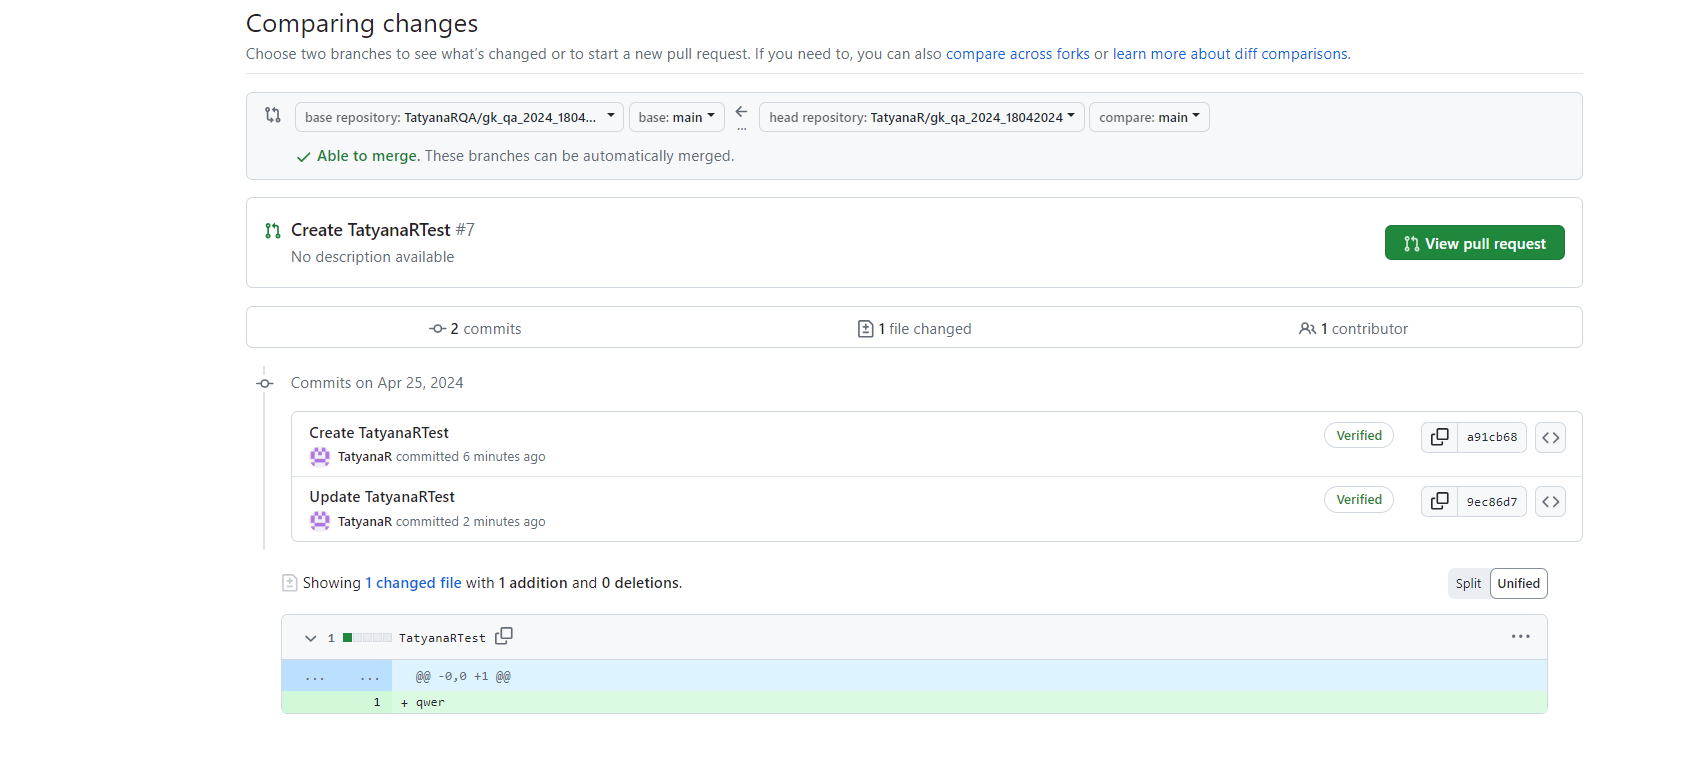 Comparing changes
Choose two branches to see what's changed or to start a new pull request. If you need to, you can also compare across forks or learn more about diff comparisons.
base repository: TatyanaRQA/gk_qa_2024_1804... base: main ... head repository: TatyanaR/gk_qa_2024_18042024 compare: main
Able to merge. These branches can be automatically merged.
Create TatyanaRTest #7
No description available
View pull request
2 commits 1 file changed 1 contributor
Commits on Apr 25, 2024
Create TatyanaRTest
TatyanaR committed 6 minutes ago
Verified a91cb68
Update TatyanaRTest
TatyanaR committed 2 minutes ago
Verified 9ec86d7
Showing 1 changed file with 1 addition and 0 deletions.
Split Unified
1 TatyanaRTest
... ... @@ -0,0 +1 @@
1 + qwer